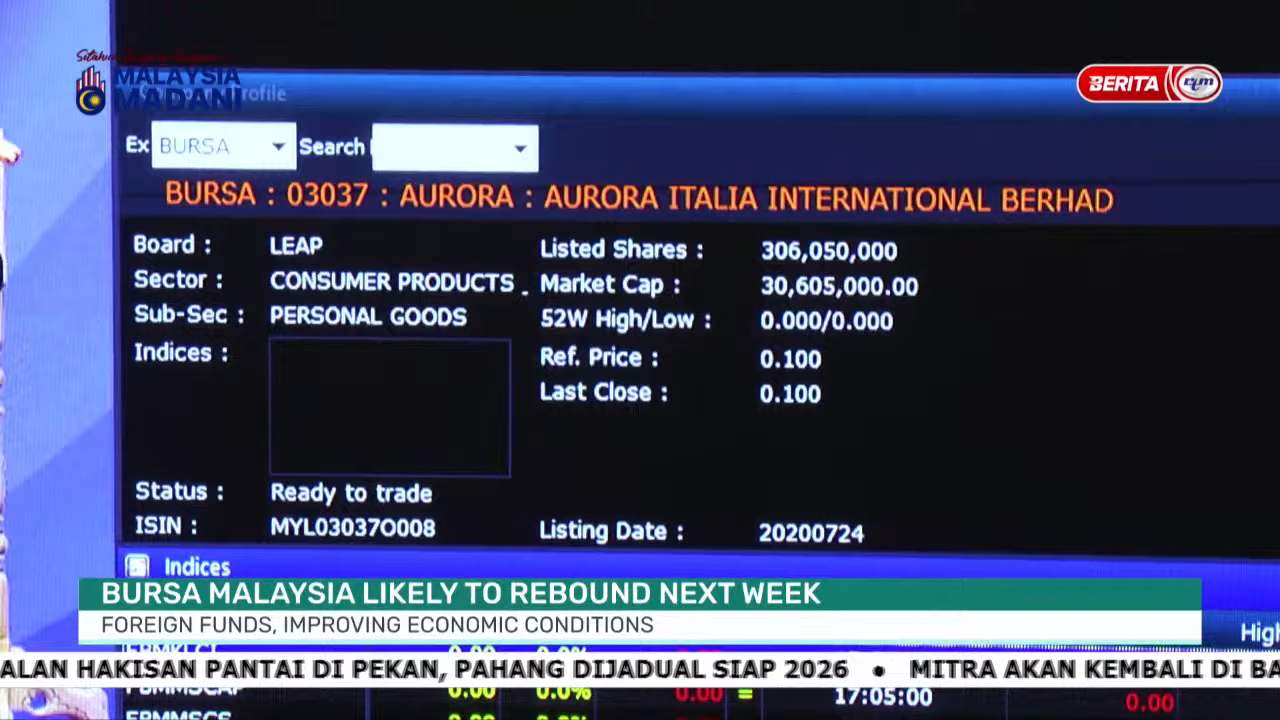 MALAYSIA
MADANI
ofile
BERITA rtm
Ex BURSA Search
BURSA : 03037 : AURORA : AURORA ITALIA INTERNATIONAL BERHAD
Board : LEAP Listed Shares : 306,050,000
Sector : CONSUMER PRODUCTS _ Market Cap : 30,605,000.00
Sub-Sec : PERSONAL GOODS 52W High/Low : 0.000/0.000
Indices : Ref. Price : 0.100
Last Close : 0.100
Status : Ready to trade
ISIN : MYL03037O008 Listing Date : 20200724
Indices
BURSA MALAYSIA LIKELY TO REBOUND NEXT WEEK
FOREIGN FUNDS, IMPROVING ECONOMIC CONDITIONS
High
ALAN HAKISAN PANTAI DI PEKAN, PAHANG DIJADUAL SIAP 2026 • MITRA AKAN KEMBALI DI BA
FBMMSCAP 0.00 0.0% 0.00 = 17:05:00 0.00